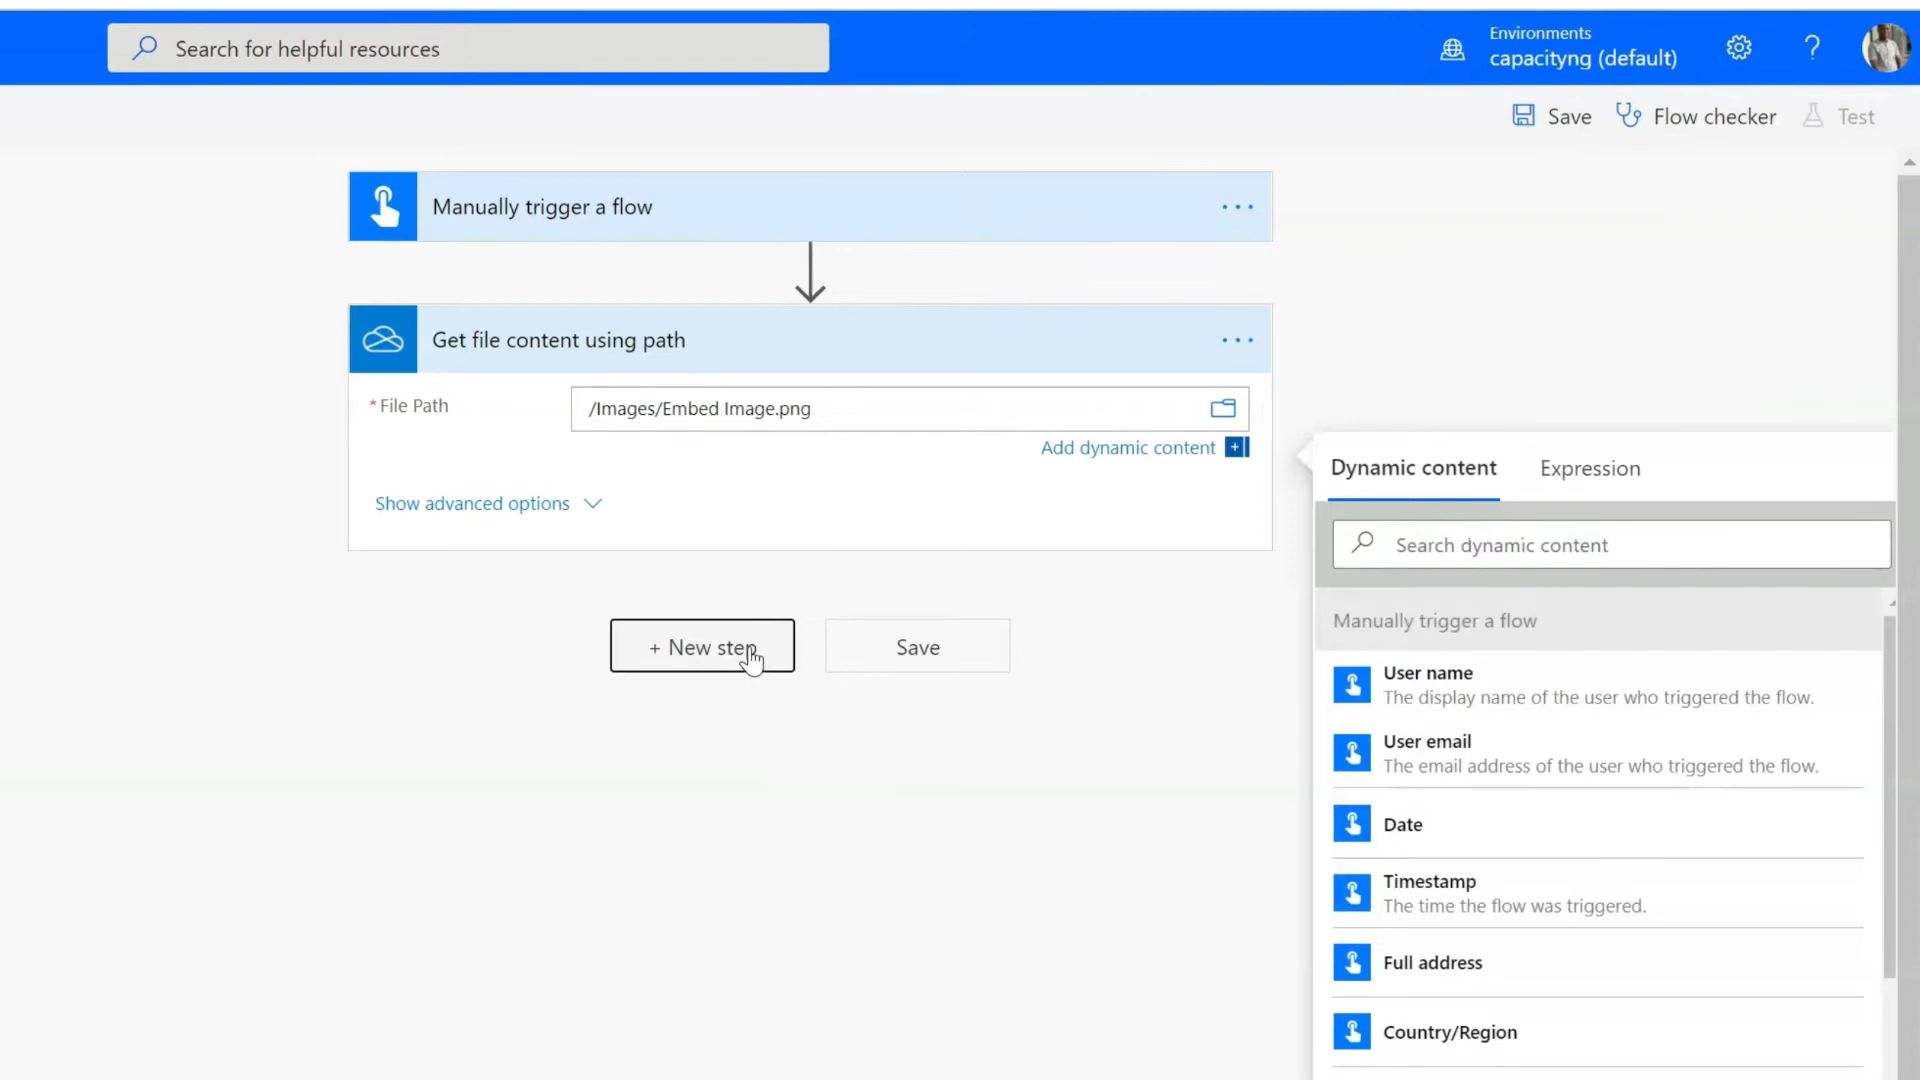 Search for helpful resources
Environments
capacityng (default)
?
Save
Flow checker
Test
Manually trigger a flow
Get file content using path
* File Path
/Images/Embed Image.png
Add dynamic content
Show advanced options
+ New step
Save
Dynamic content
Expression
Search dynamic content
Manually trigger a flow
User name
The display name of the user who triggered the flow.
User email
The email address of the user who triggered the flow.
Date
Timestamp
The time the flow was triggered.
Full address
Country/Region